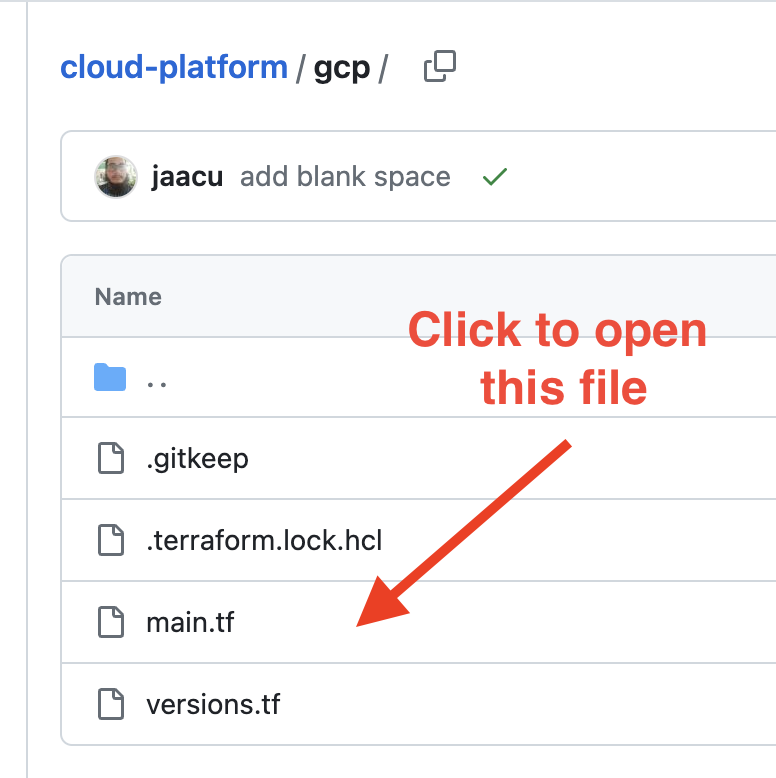 cloud-platform / gcp /
jaacu add blank space
Name
Click to open
this file
..
.gitkeep
.terraform.lock.hcl
main.tf
versions.tf